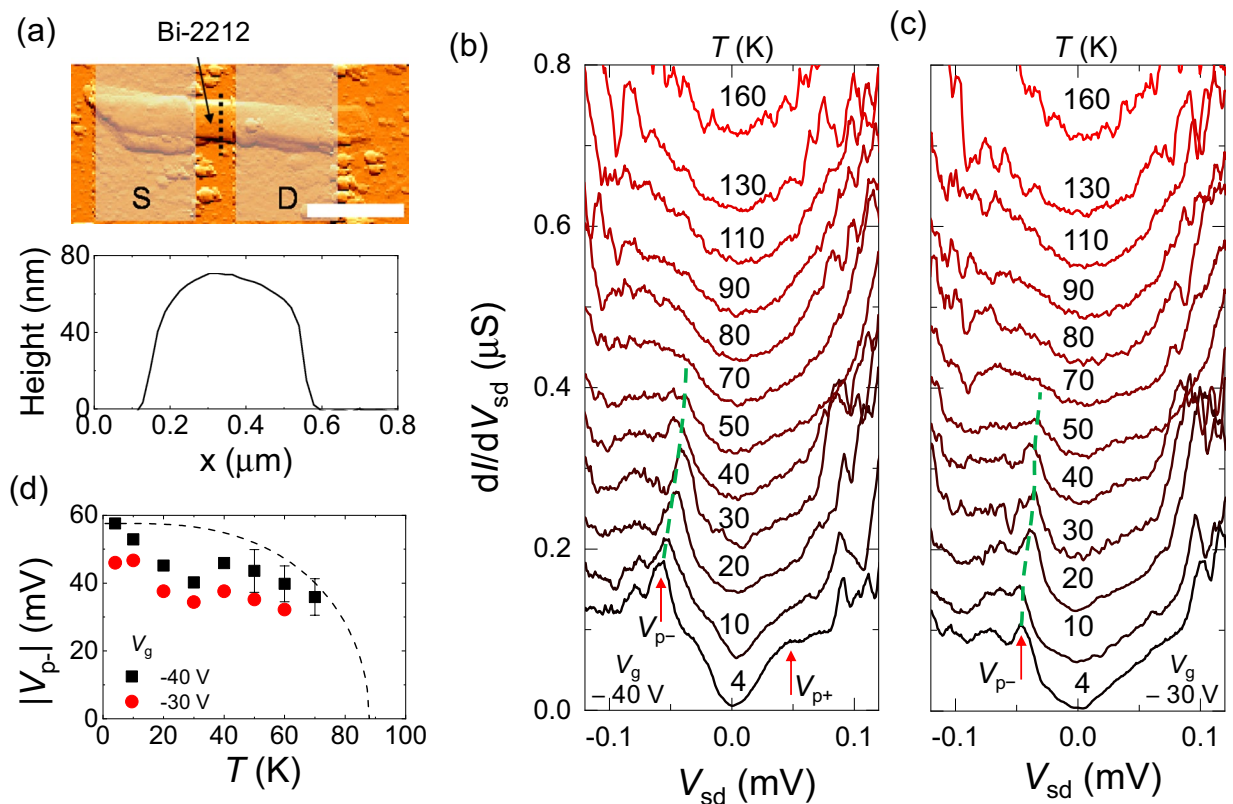 (a)
Bi-2212
S
D
80
40
0
Height (nm)
0.0 0.2 0.4 0.6 0.8
x (μm)
(d)
60
40
20
0
|Vp-| (mV)
Vg
-40 V
-30 V
0 20 40 60 80 100
T (K)
(b)
T (K)
0.8
0.6
0.4
0.2
0.0
dI/dVsd (μS)
160
130
110
90
80
70
50
40
30
20
10
4
Vp−
Vp+
Vg
− 40 V
-0.1 0.0 0.1
Vsd (mV)
(c)
T (K)
160
130
110
90
80
70
50
40
30
20
10
4
Vp−
Vg
− 30 V
-0.1 0.0 0.1
Vsd (mV)